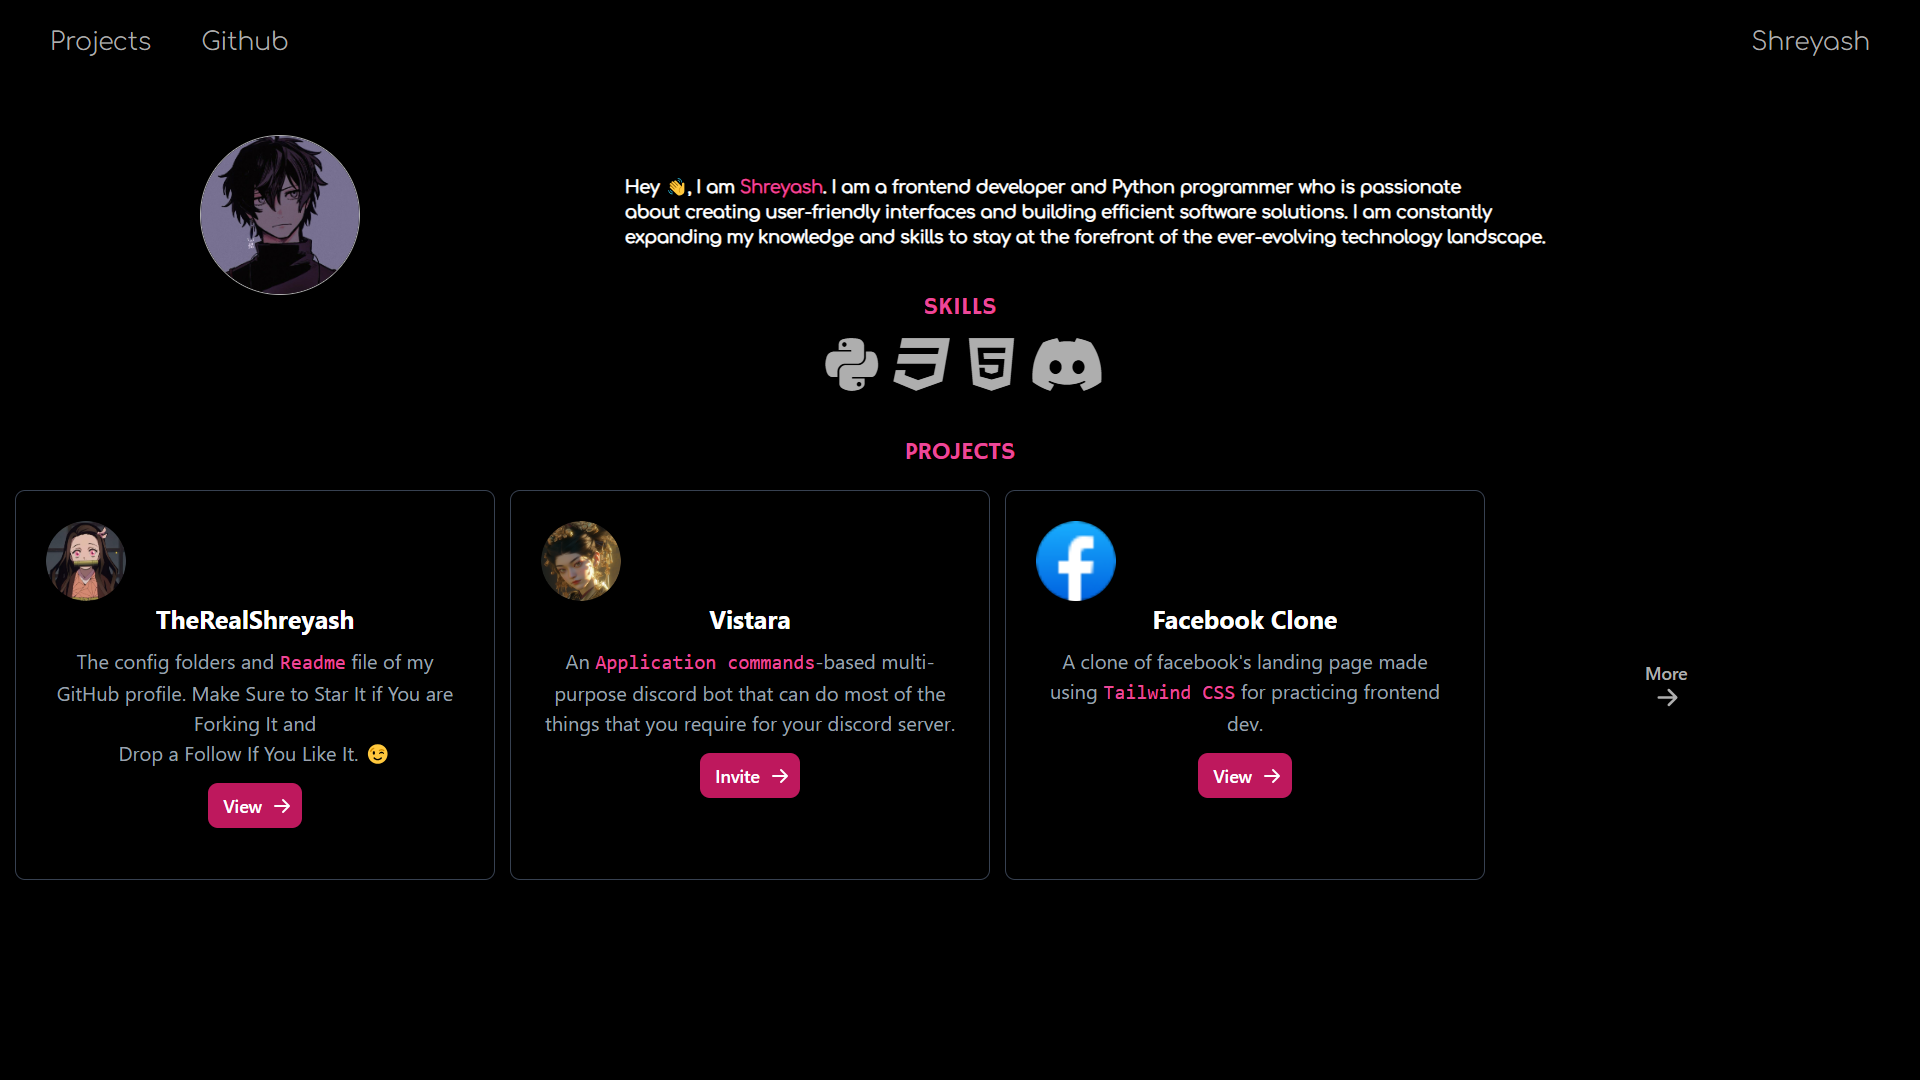 Projects
Github
Shreyash
Hey 👋, I am Shreyash. I am a frontend developer and Python programmer who is passionate
about creating user-friendly interfaces and building efficient software solutions. I am constantly
expanding my knowledge and skills to stay at the forefront of the ever-evolving technology landscape.
SKILLS
PROJECTS
TheRealShreyash
The config folders and Readme file of my
GitHub profile. Make Sure to Star It if You are
Forking It and
Drop a Follow If You Like It. 😉
View →
Vistara
An Application commands-based multi-
purpose discord bot that can do most of the
things that you require for your discord server.
Invite →
Facebook Clone
A clone of facebook's landing page made
using Tailwind CSS for practicing frontend
dev.
View →
More
→